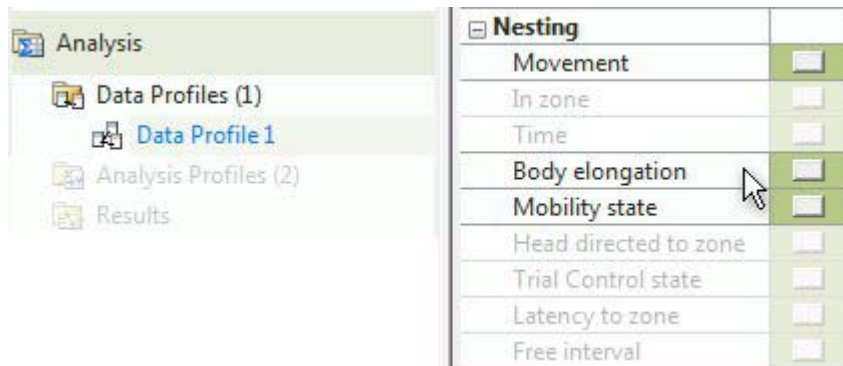 Analysis
Data Profiles (1)
Data Profile 1
Analysis Profiles (2)
Results
Nesting
Movement
In zone
Time
Body elongation
Mobility state
Head directed to zone
Trial Control state
Latency to zone
Free interval